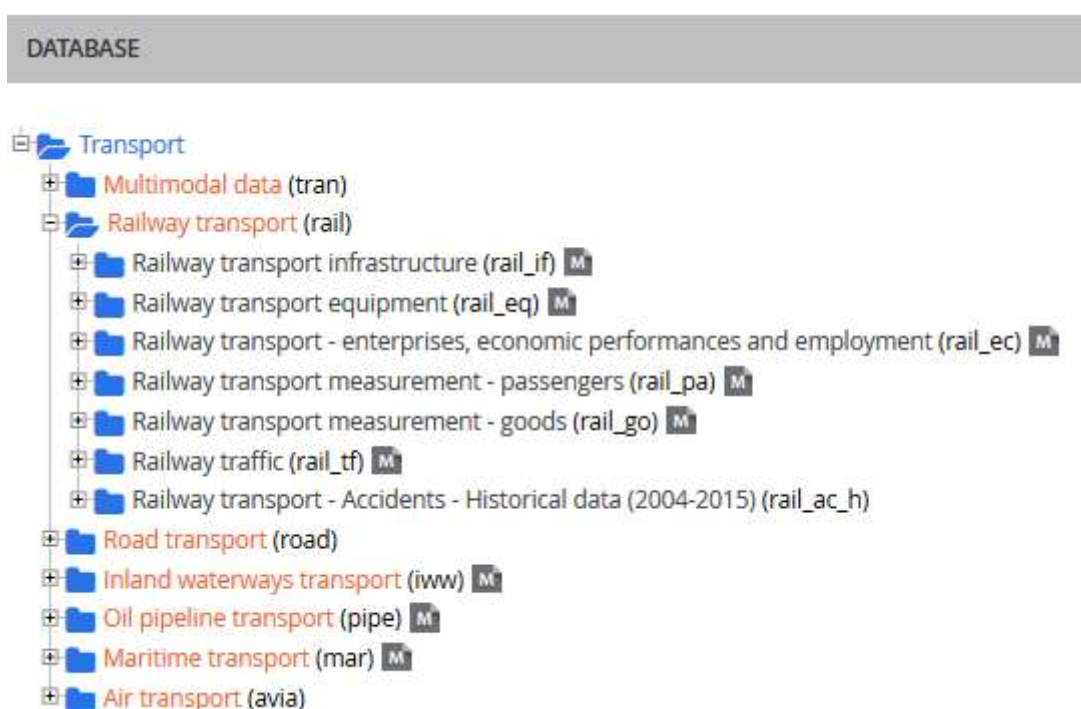 DATABASE
Transport
Multimodal data (tran)
Railway transport (rail)
Railway transport infrastructure (rail_if) M
Railway transport equipment (rail_eq) M
Railway transport - enterprises, economic performances and employment (rail_ec) M
Railway transport measurement - passengers (rail_pa) M
Railway transport measurement - goods (rail_go) M
Railway traffic (rail_tf) M
Railway transport - Accidents - Historical data (2004-2015) (rail_ac_h)
Road transport (road)
Inland waterways transport (iww) M
Oil pipeline transport (pipe) M
Maritime transport (mar) M
Air transport (avia)